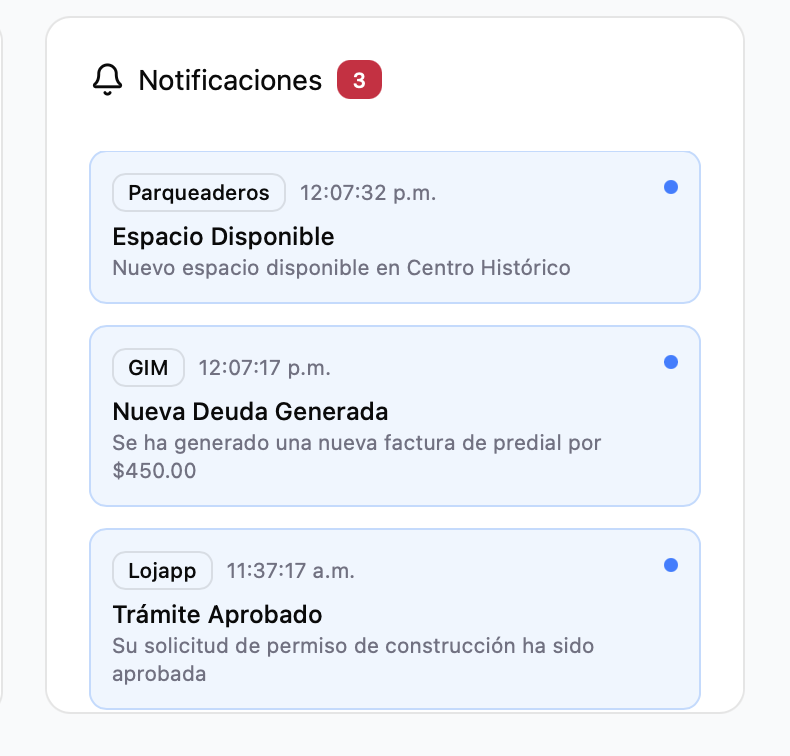 Notificaciones 3
Parqueaderos 12:07:32 p.m.
Espacio Disponible
Nuevo espacio disponible en Centro Histórico
GIM 12:07:17 p.m.
Nueva Deuda Generada
Se ha generado una nueva factura de predial por
$450.00
Lojapp 11:37:17 a.m.
Trámite Aprobado
Su solicitud de permiso de construcción ha sido
aprobada